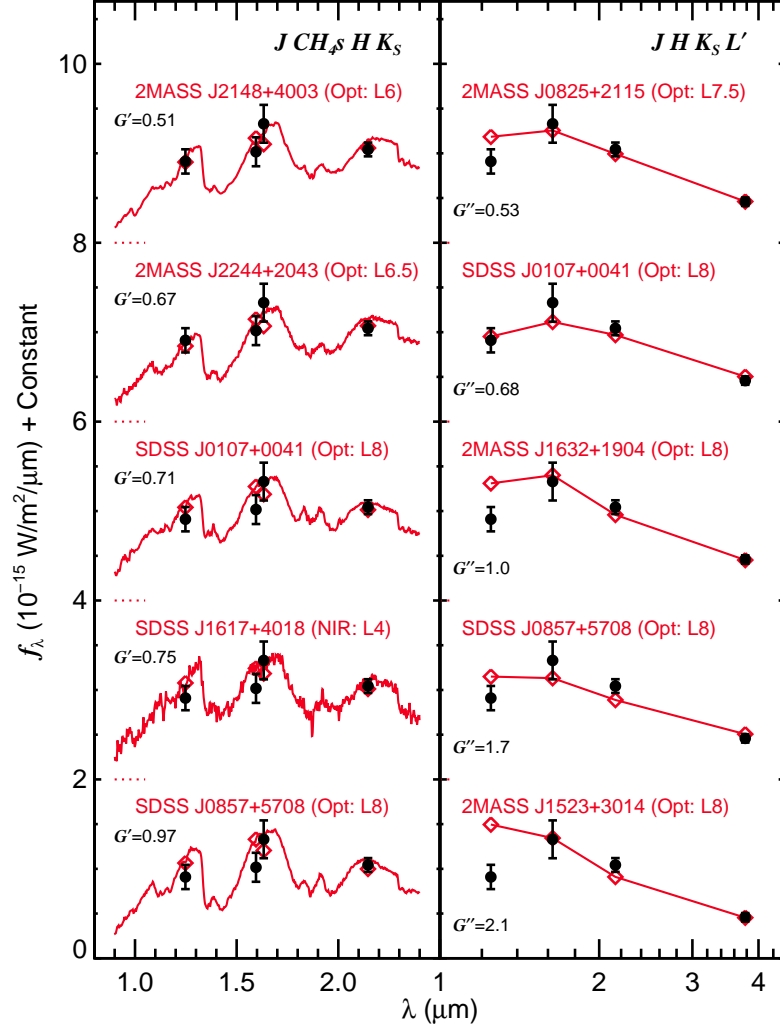 J CH₄s H K_S
J H K_S L′
10
8
6
4
2
0
f_λ (10⁻¹⁵ W/m²/μm) + Constant
2MASS J2148+4003 (Opt: L6)
G′=0.51
2MASS J2244+2043 (Opt: L6.5)
G′=0.67
SDSS J0107+0041 (Opt: L8)
G′=0.71
SDSS J1617+4018 (NIR: L4)
G′=0.75
SDSS J0857+5708 (Opt: L8)
G′=0.97
2MASS J0825+2115 (Opt: L7.5)
G′′=0.53
SDSS J0107+0041 (Opt: L8)
G′′=0.68
2MASS J1632+1904 (Opt: L8)
G′′=1.0
SDSS J0857+5708 (Opt: L8)
G′′=1.7
2MASS J1523+3014 (Opt: L8)
G′′=2.1
1.0 1.5 2.0 1 2 3 4
λ (μm)